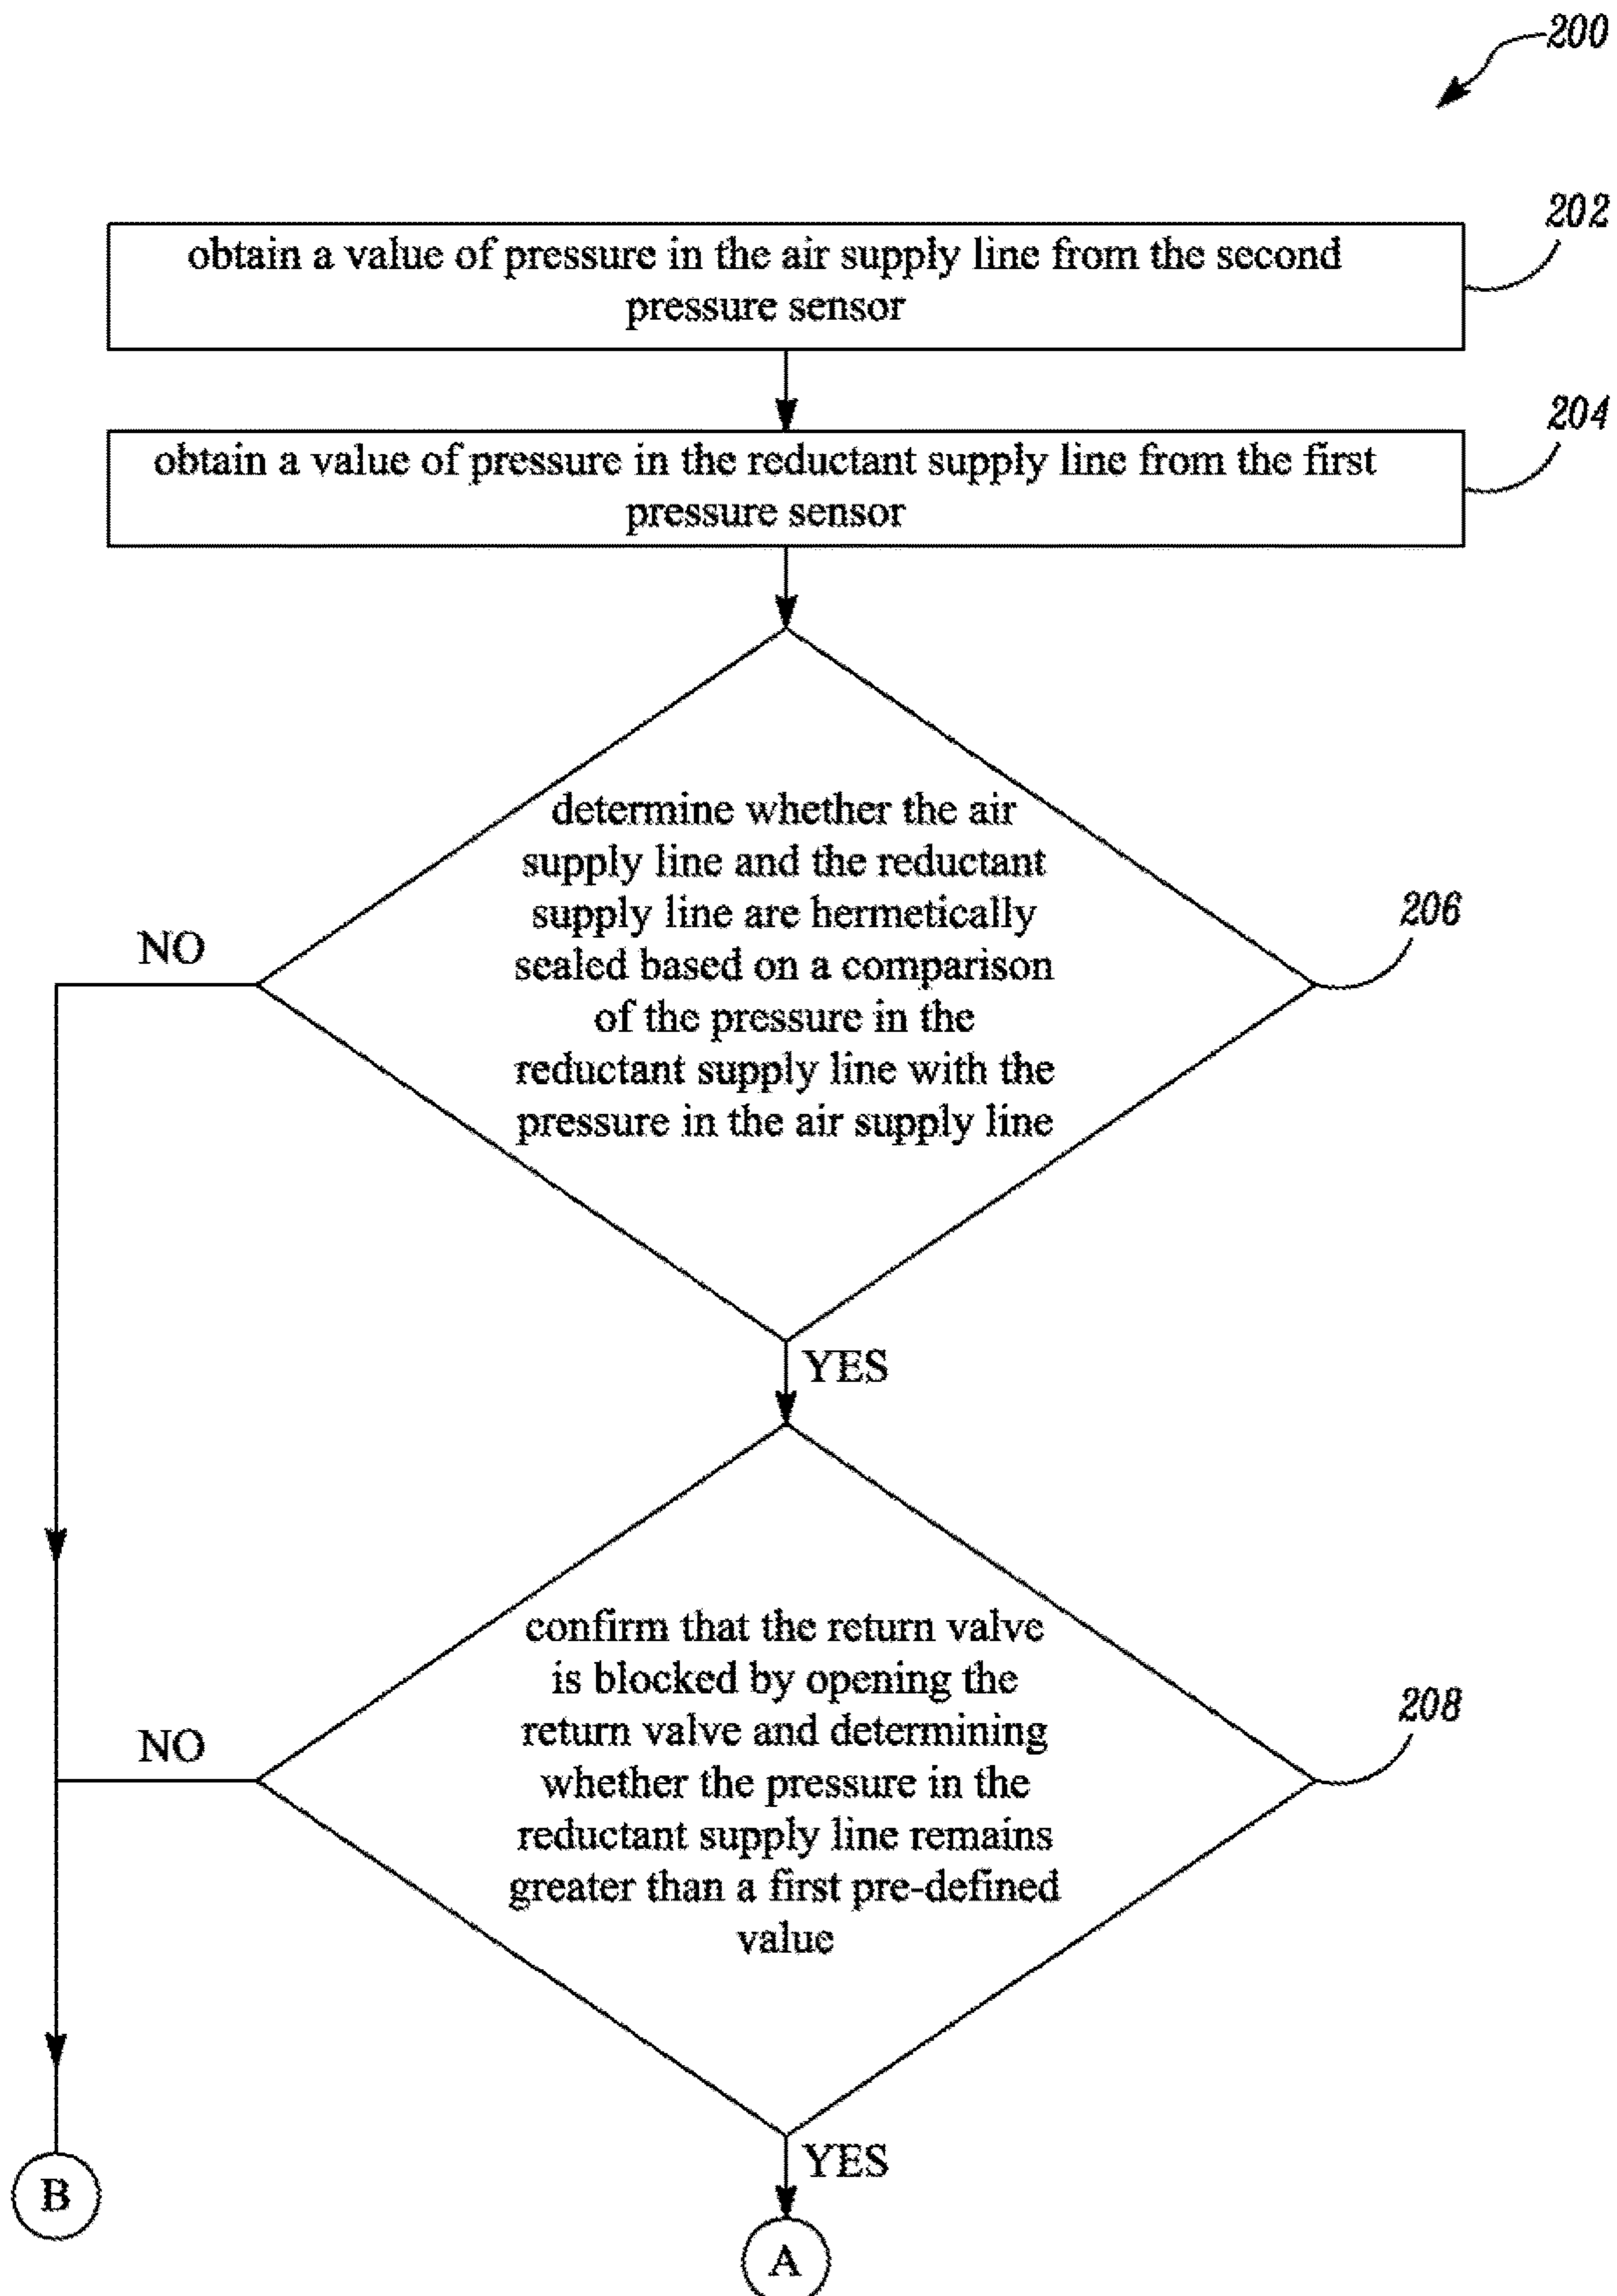 200
202
obtain a value of pressure in the air supply line from the second
pressure sensor
204
obtain a value of pressure in the reductant supply line from the first
pressure sensor
determine whether the air
supply line and the reductant
supply line are hermetically
sealed based on a comparison
of the pressure in the
reductant supply line with the
pressure in the air supply line
206
NO
YES
confirm that the return valve
is blocked by opening the
return valve and determining
whether the pressure in the
reductant supply line remains
greater than a first pre-defined
value
208
NO
YES
B
A